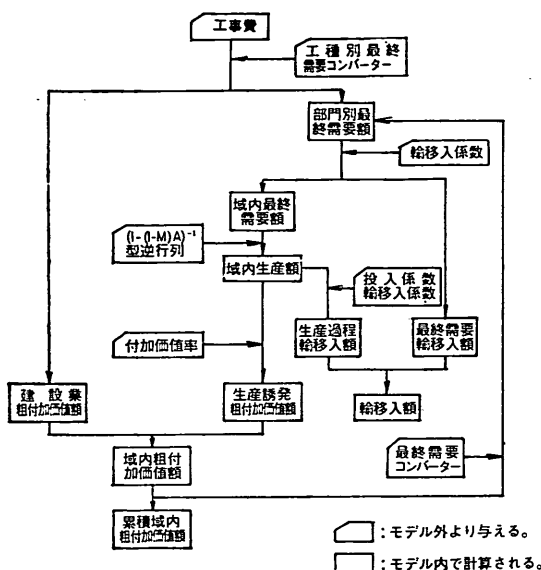 工事費
工種別最終
需要コンバーター
部門別最
終需要額
輸移入係数
域内最終
需要額
(I-(I-M)A)⁻¹
型逆行列
域内生産額
投入係数
輸移入係数
付加価値率
生産過程
輸移入額
最終需要
輸移入額
建設業
粗付加価値額
生産誘発
粗付加価値額
輸移入額
域内粗付
加価値額
最終需要
コンバーター
累積域内
粗付加価値額
：モデル外より与える。
：モデル内で計算される。